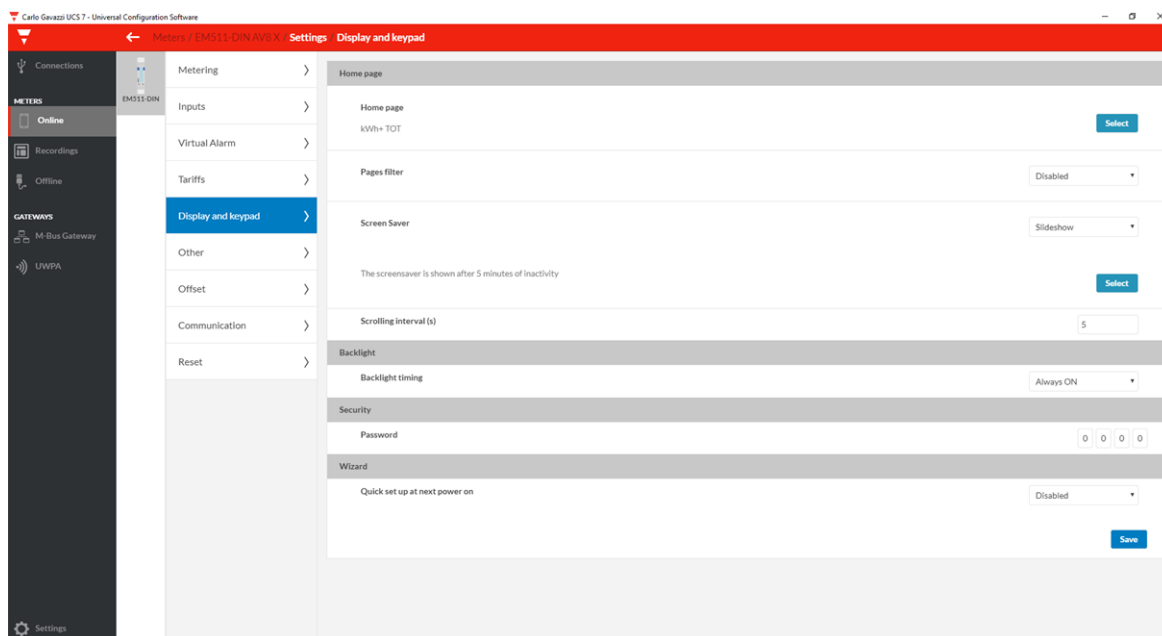 Carlo Gavazzi UCS 7 - Universal Configuration Software
Meters / EM511-DIN AV8 X / Settings / Display and keypad
Connections
METERS
Online
Recordings
Offline
GATEWAYS
M-Bus Gateway
UWPA
Settings
EM511-DIN
Metering
Inputs
Virtual Alarm
Tariffs
Display and keypad
Other
Offset
Communication
Reset
Home page
Home page
kWh+ TOT
Select
Pages filter
Disabled
Screen Saver
Slideshow
The screensaver is shown after 5 minutes of inactivity
Select
Scrolling interval (s)
5
Backlight
Backlight timing
Always ON
Security
Password
0 0 0 0
Wizard
Quick set up at next power on
Disabled
Save